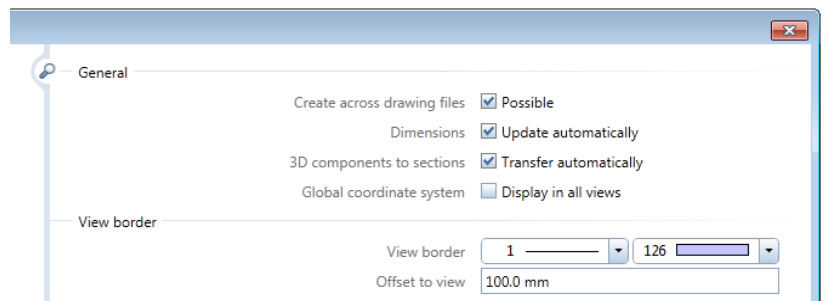 General
Create across drawing files Possible
Dimensions Update automatically
3D components to sections Transfer automatically
Global coordinate system Display in all views
View border
View border 1 126
Offset to view 100.0 mm